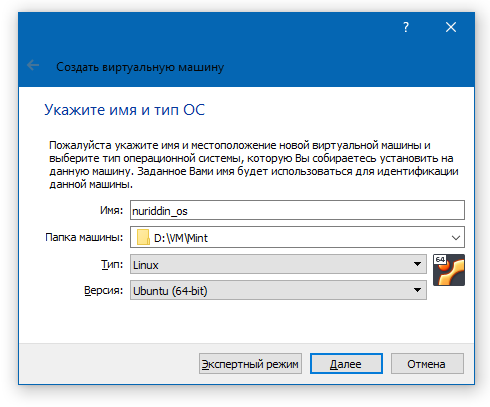 ?
Создать виртуальную машину
Укажите имя и тип ОС
Пожалуйста укажите имя и местоположение новой виртуальной машины и
выберите тип операционной системы, которую Вы собираетесь установить на
данную машину. Заданное Вами имя будет использоваться для идентификации
данной машины.
Имя: nuriddin_os
Папка машины: D:\VM\Mint
Тип: Linux
64
Версия: Ubuntu (64-bit)
Экспертный режим Далее Отмена